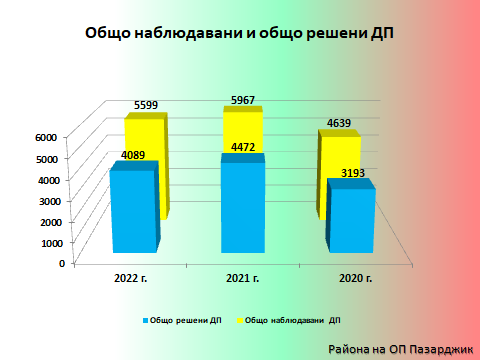 Общо наблюдавани и общо решени ДП
5599
5967
4639
4089
4472
3193
6000
5000
4000
3000
2000
1000
0
2022 г.
2021 г.
2020 г.
Общо решени ДП
Общо наблюдавани ДП
Района на ОП Пазарджик